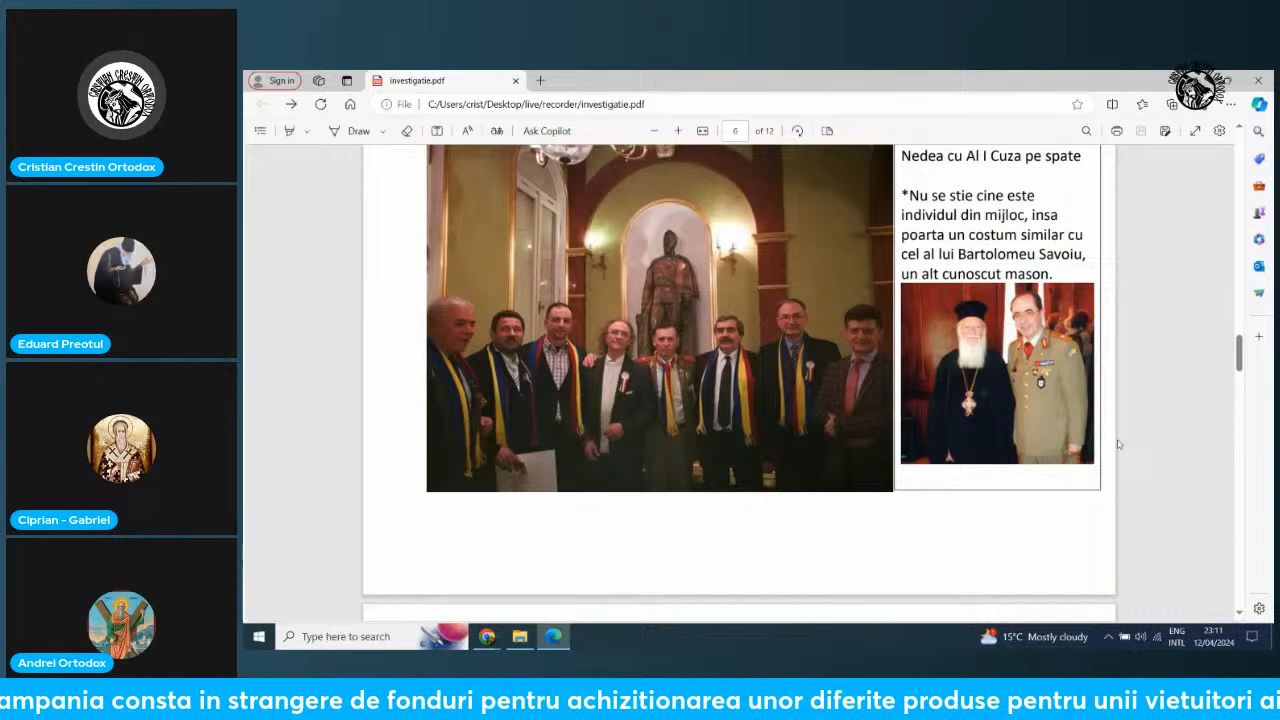 CRISTIAN CRESTIN ORTODOX
Cristian Crestin Ortodox
Eduard Preotul
Ciprian - Gabriel
Andrei Ortodox
Sign in
investigatie.pdf
File
C:/Users/crist/Desktop/live/recorder/investigatie.pdf
Draw
Ask Copilot
6
of 12
Nedea cu Al I Cuza pe spate
*Nu se stie cine este
individul din mijloc, insa
poarta un costum similar cu
cel al lui Bartolomeu Savoiu,
un alt cunoscut mason.
Type here to search
15°C Mostly cloudy
ENG
INTL
23:11
12/04/2024
ampania consta in strangere de fonduri pentru achizitionarea unor diferite produse pentru unii vietuitori ai